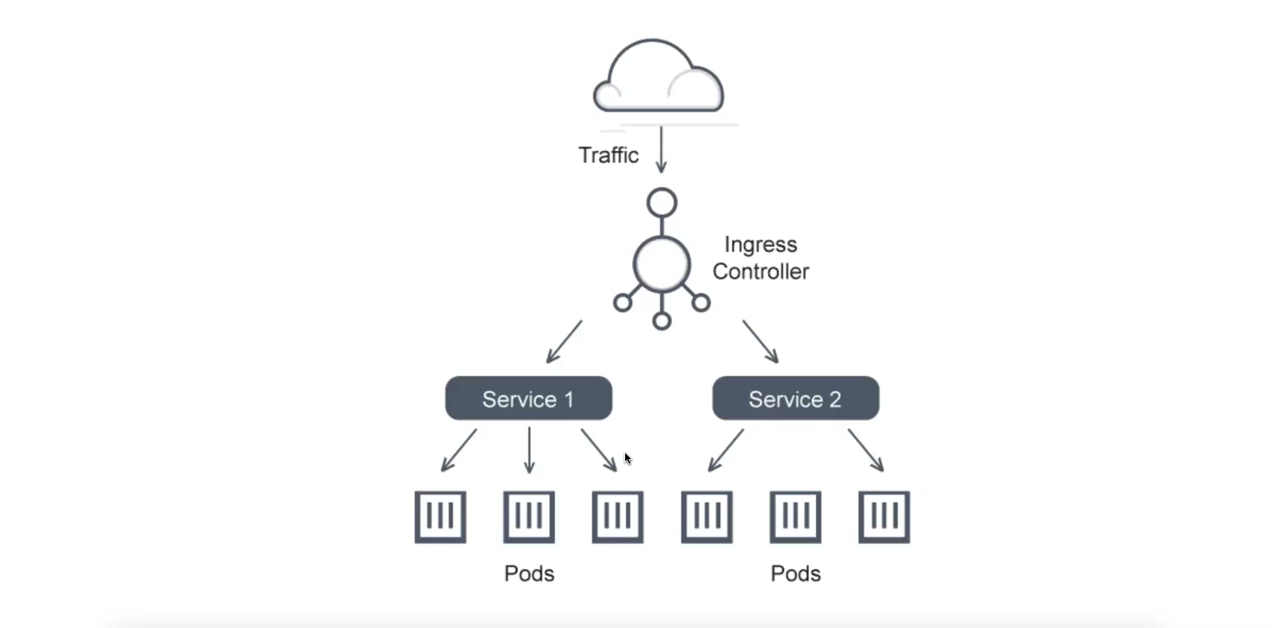 Traffic
Ingress
Controller
Service 1
Service 2
Pods
Pods